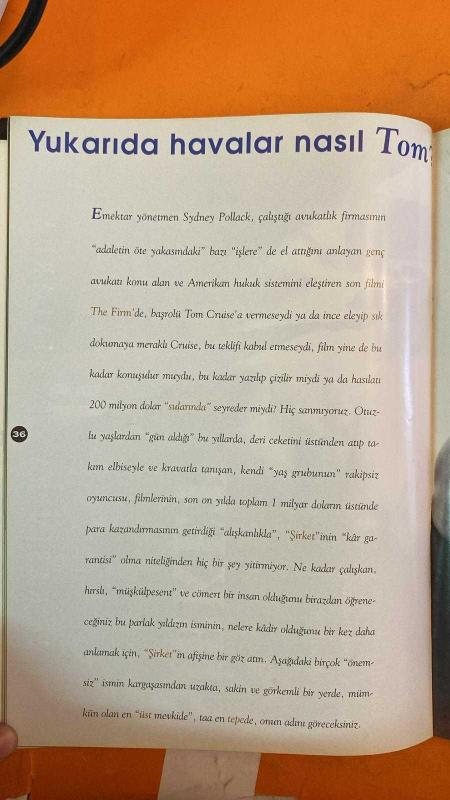 Yukarıda havalar nasıl Tom?
Emektar yönetmen Sydney Pollack, çalıştığı avukatlık firmasının
"adaletin öte yakasındaki" bazı "işlere" de el attığını anlayan genç
avukatı konu alan ve Amerikan hukuk sistemini eleştiren son filmi
The Firm'de, başrolü Tom Cruise'a vermeseydi ya da ince eleyip sık
dokumaya meraklı Cruise, bu teklifi kabul etmeseydi, film yine de bu
kadar konuşulur muydu, bu kadar yazılıp çizilir miydi ya da hasılatı
200 milyon dolar "sularında" seyreder miydi? Hiç sanmıyoruz. Otuz-
36
lu yaşlardan "gün aldığı" bu yıllarda, deri ceketini üstünden atıp ta-
kım elbiseyle ve kravatla tanışan, kendi "yaş grubunun" rakipsiz
oyuncusu, filmlerinin, son on yılda toplam 1 milyar doların üstünde
para kazandırmasının getirdiği "alışkanlıkla", "Şirket"inin "kâr ga-
rantisi" olma niteliğinden hiç bir şey yitirmiyor. Ne kadar çalışkan,
hırslı, "müşkülpesent" ve cömert bir insan olduğunu birazdan öğrene-
ceğiniz bu parlak yıldızın isminin, nelere kâdir olduğunu bir kez daha
anlamak için, "Şirket"in afişine bir göz atın. Aşağıdaki birçok "önem-
siz" ismin kargaşasından uzakta, sakin ve görkemli bir yerde, müm-
kün olan en "üst mevkide", taa en tepede, onun adını göreceksiniz.